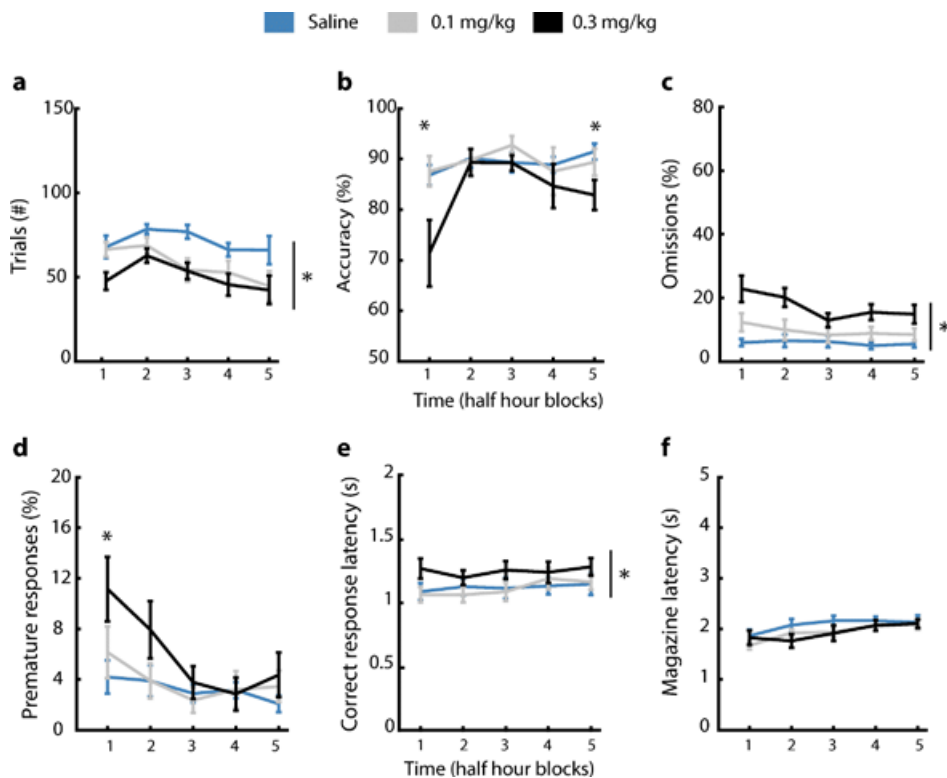 Saline 0.1 mg/kg 0.3 mg/kg
a
Trials (#)
150
100
50
0
1 2 3 4 5
*
b
Accuracy (%)
100
90
80
70
60
50
* *
1 2 3 4 5
Time (half hour blocks)
c
Omissions (%)
80
60
40
20
0
1 2 3 4 5
*
d
Premature responses (%)
20
16
12
8
4
0
*
1 2 3 4 5
e
Correct response latency (s)
2
1.5
1
0.5
0
1 2 3 4 5
*
Time (half hour blocks)
f
Magazine latency (s)
5
4
3
2
1
0
1 2 3 4 5